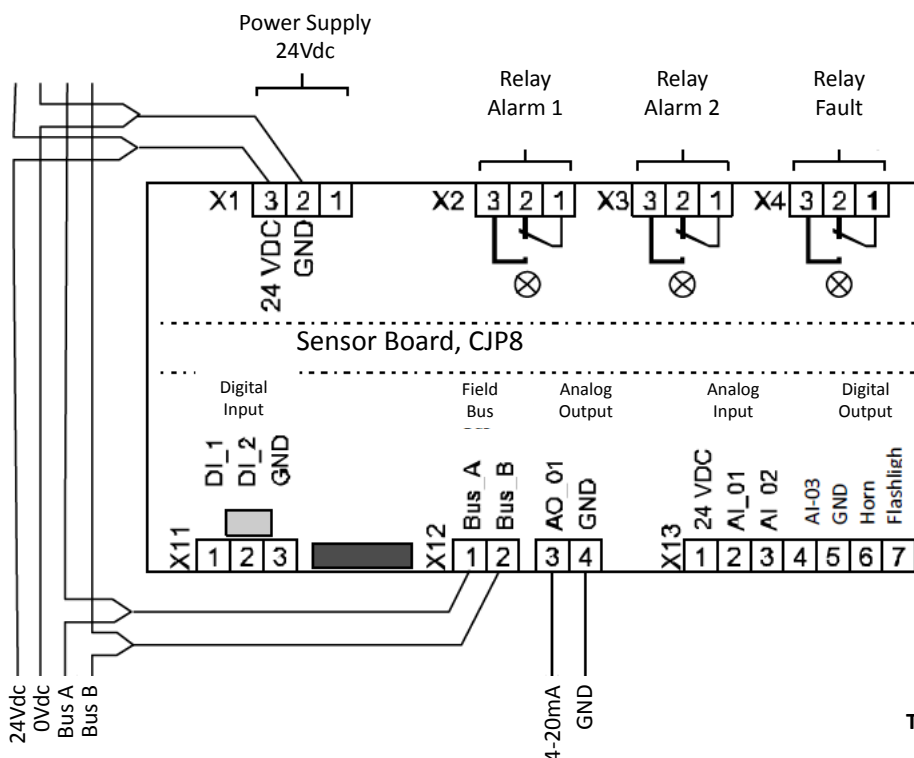 Power Supply
24Vdc
Relay
Alarm 1
Relay
Alarm 2
Relay
Fault
X1 3 2 1
X2 3 2 1
X3 3 2 1
X4 3 2 1
24 VDC
GND
Sensor Board, CJP8
Digital
Input
Field
Bus
Analog
Output
Analog
Input
Digital
Output
DI_1
DI_2
GND
Bus_A
Bus_B
AO_01
GND
24 VDC
AI_01
AI_02
AI-03
GND
Horn
Flashligh
X11 1 2 3
X12 1 2 3 4
X13 1 2 3 4 5 6 7
24Vdc
0Vdc
Bus A
Bus B
4-20mA
GND
T